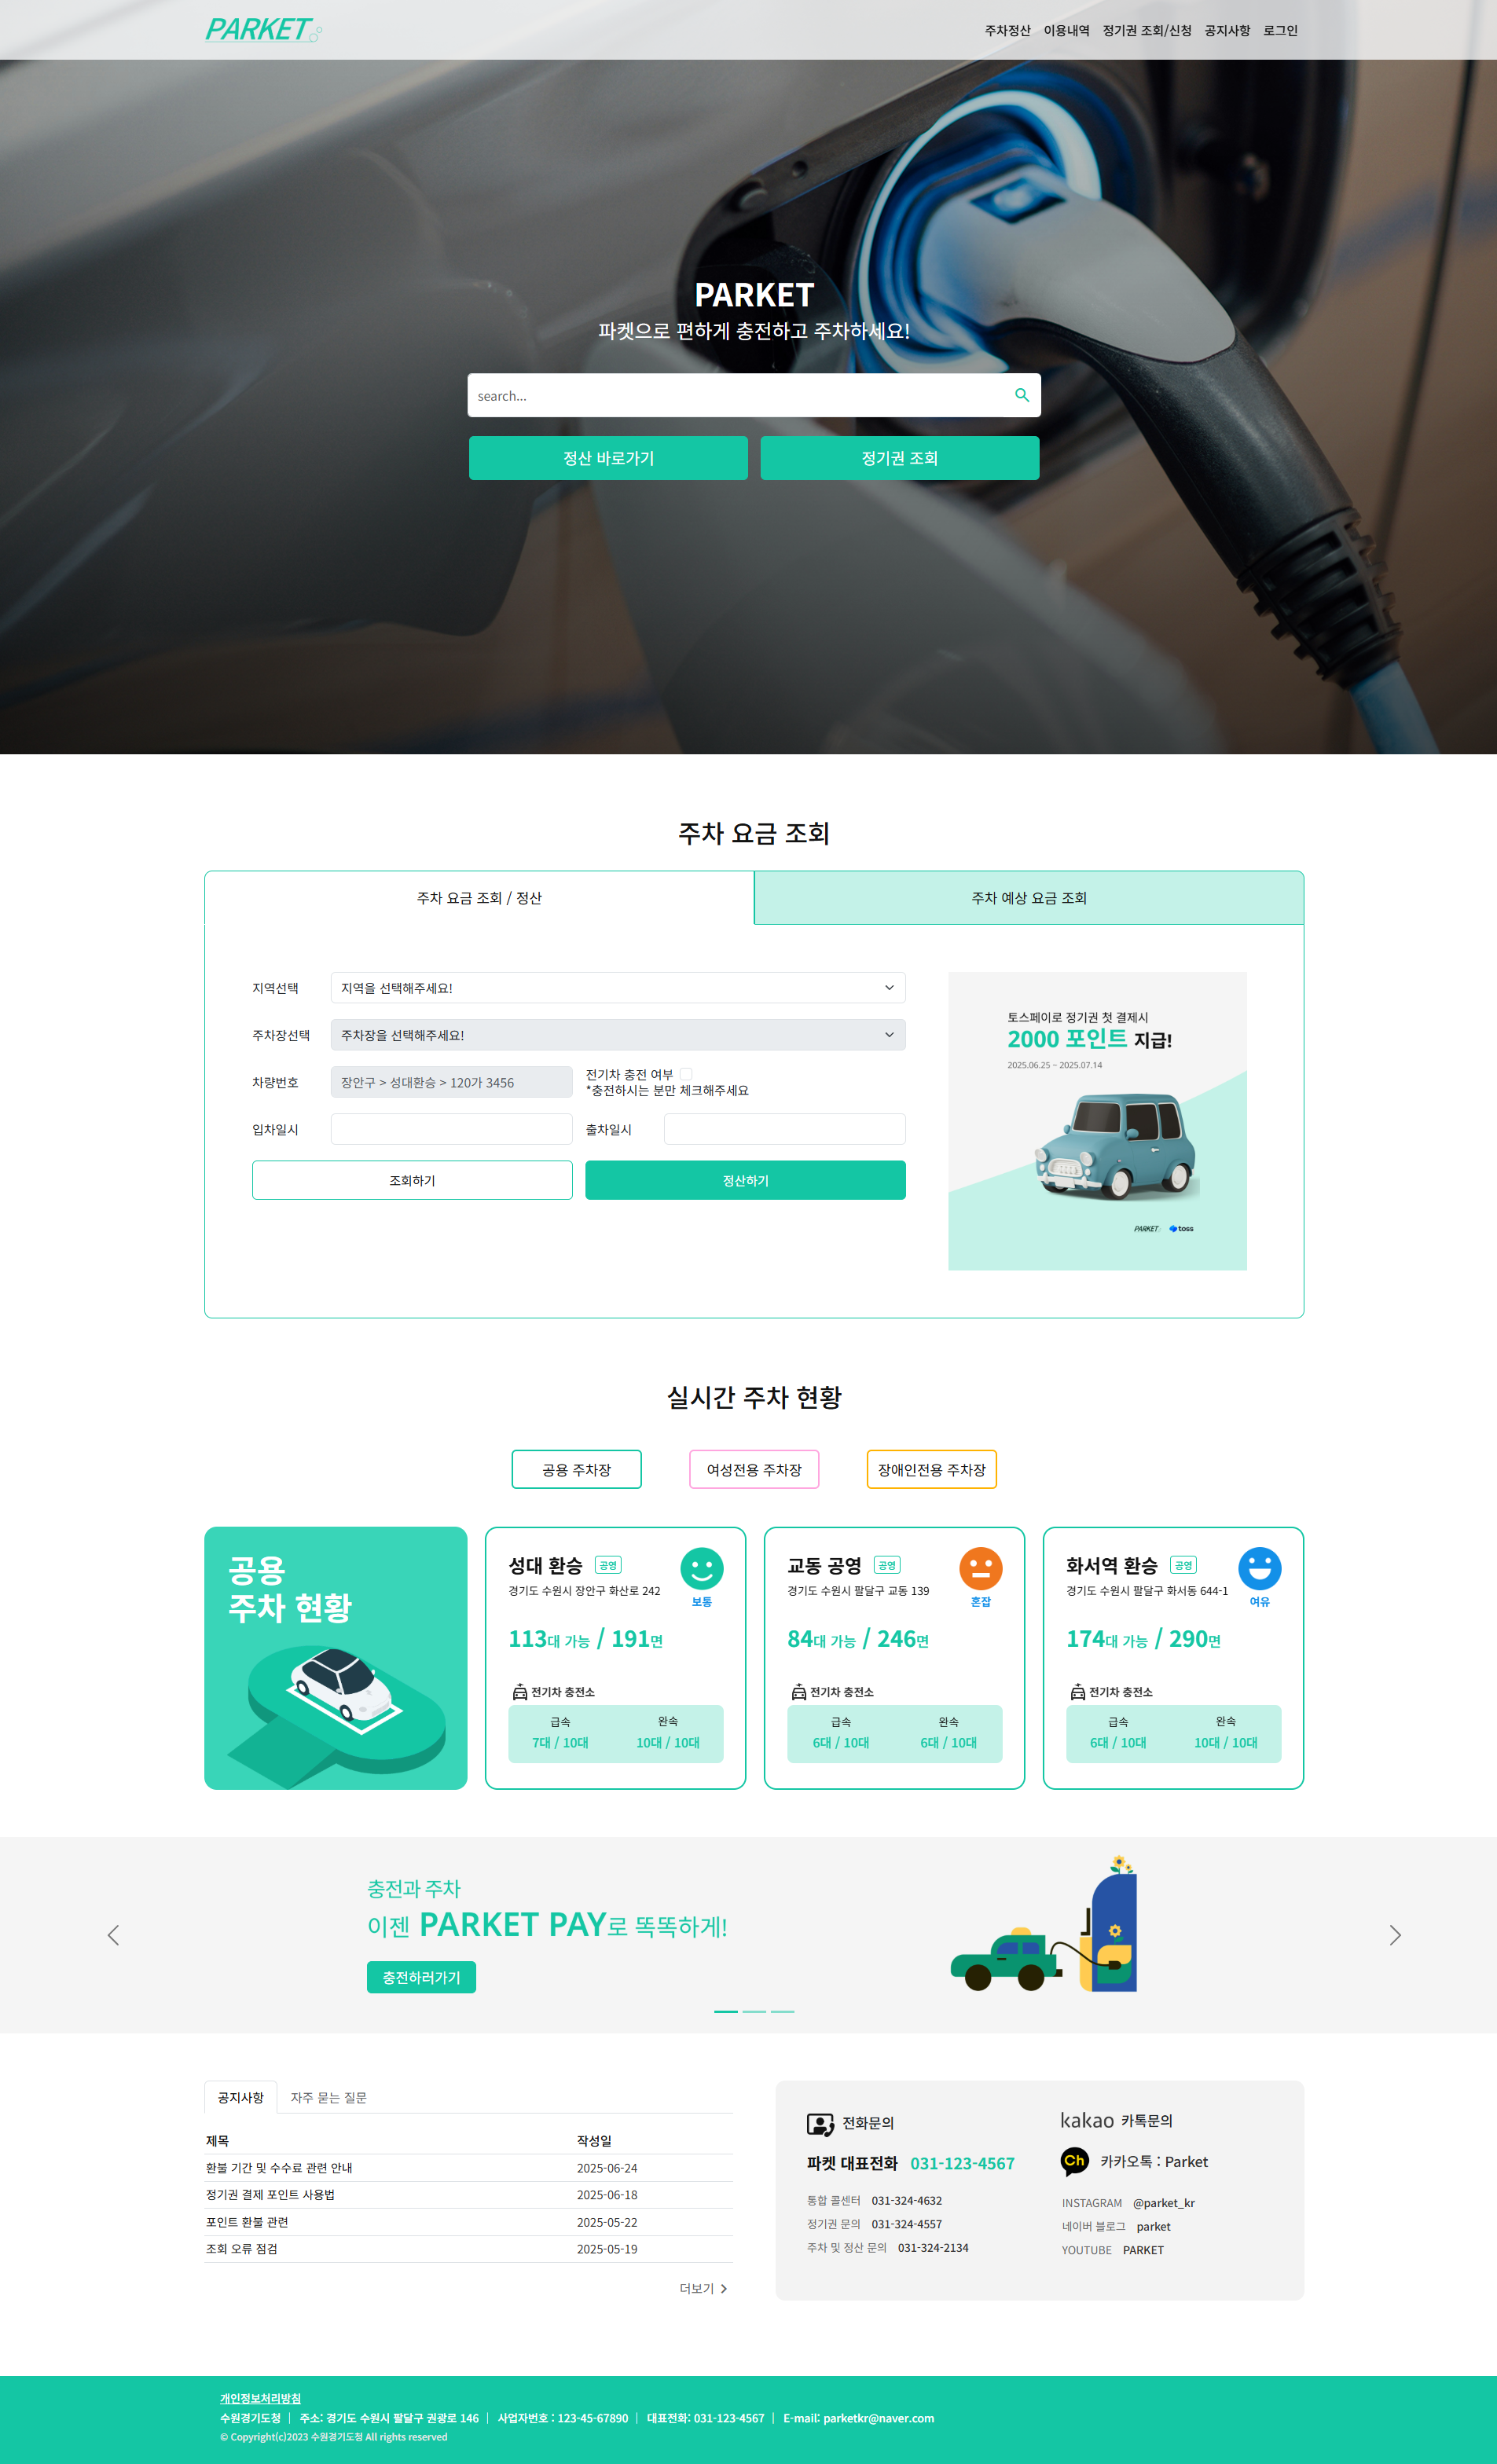 PARKET
주차정산 이용내역 정기권 조회/신청 공지사항 로그인
PARKET
파켓으로 편하게 충전하고 주차하세요!
search...
정산 바로가기 정기권 조회
주차 요금 조회
주차 요금 조회 / 정산 주차 예상 요금 조회
지역선택 지역을 선택해주세요!
주차장선택 주차장을 선택해주세요!
차량번호 장안구 > 성대환승 > 120가 3456 전기차 충전 여부
*충전하시는 분만 체크해주세요
입차일시 출차일시
조회하기 정산하기
토스페이로 정기권 첫 결제시
2000 포인트 지급!
2025.06.25 ~ 2025.07.14
PARKET toss
실시간 주차 현황
공용 주차장 여성전용 주차장 장애인전용 주차장
공용
주차 현황
성대 환승 공영
경기도 수원시 장안구 화산로 242
보통
113대 가능 / 191면
전기차 충전소
급속 완속
7대 / 10대 10대 / 10대
교동 공영 공영
경기도 수원시 팔달구 교동 139
혼잡
84대 가능 / 246면
전기차 충전소
급속 완속
6대 / 10대 6대 / 10대
화서역 환승 공영
경기도 수원시 팔달구 화서동 644-1
여유
174대 가능 / 290면
전기차 충전소
급속 완속
6대 / 10대 10대 / 10대
충전과 주차
이젠 PARKET PAY로 똑똑하게!
충전하러가기
공지사항 자주 묻는 질문
제목 작성일
환불 기간 및 수수료 관련 안내 2025-06-24
정기권 결제 포인트 사용법 2025-06-18
포인트 환불 관련 2025-05-22
조회 오류 점검 2025-05-19
더보기
전화문의
파켓 대표전화 031-123-4567
통합 콜센터 031-324-4632
정기권 문의 031-324-4557
주차 및 정산 문의 031-324-2134
kakao 카톡문의
Ch 카카오톡 : Parket
INSTAGRAM @parket_kr
네이버 블로그 parket
YOUTUBE PARKET
개인정보처리방침
수원경기도청 | 주소: 경기도 수원시 팔달구 권광로 146 | 사업자번호 : 123-45-67890 | 대표전화: 031-123-4567 | E-mail: parketkr@naver.com
© Copyright(c)2023 수원경기도청 All rights reserved